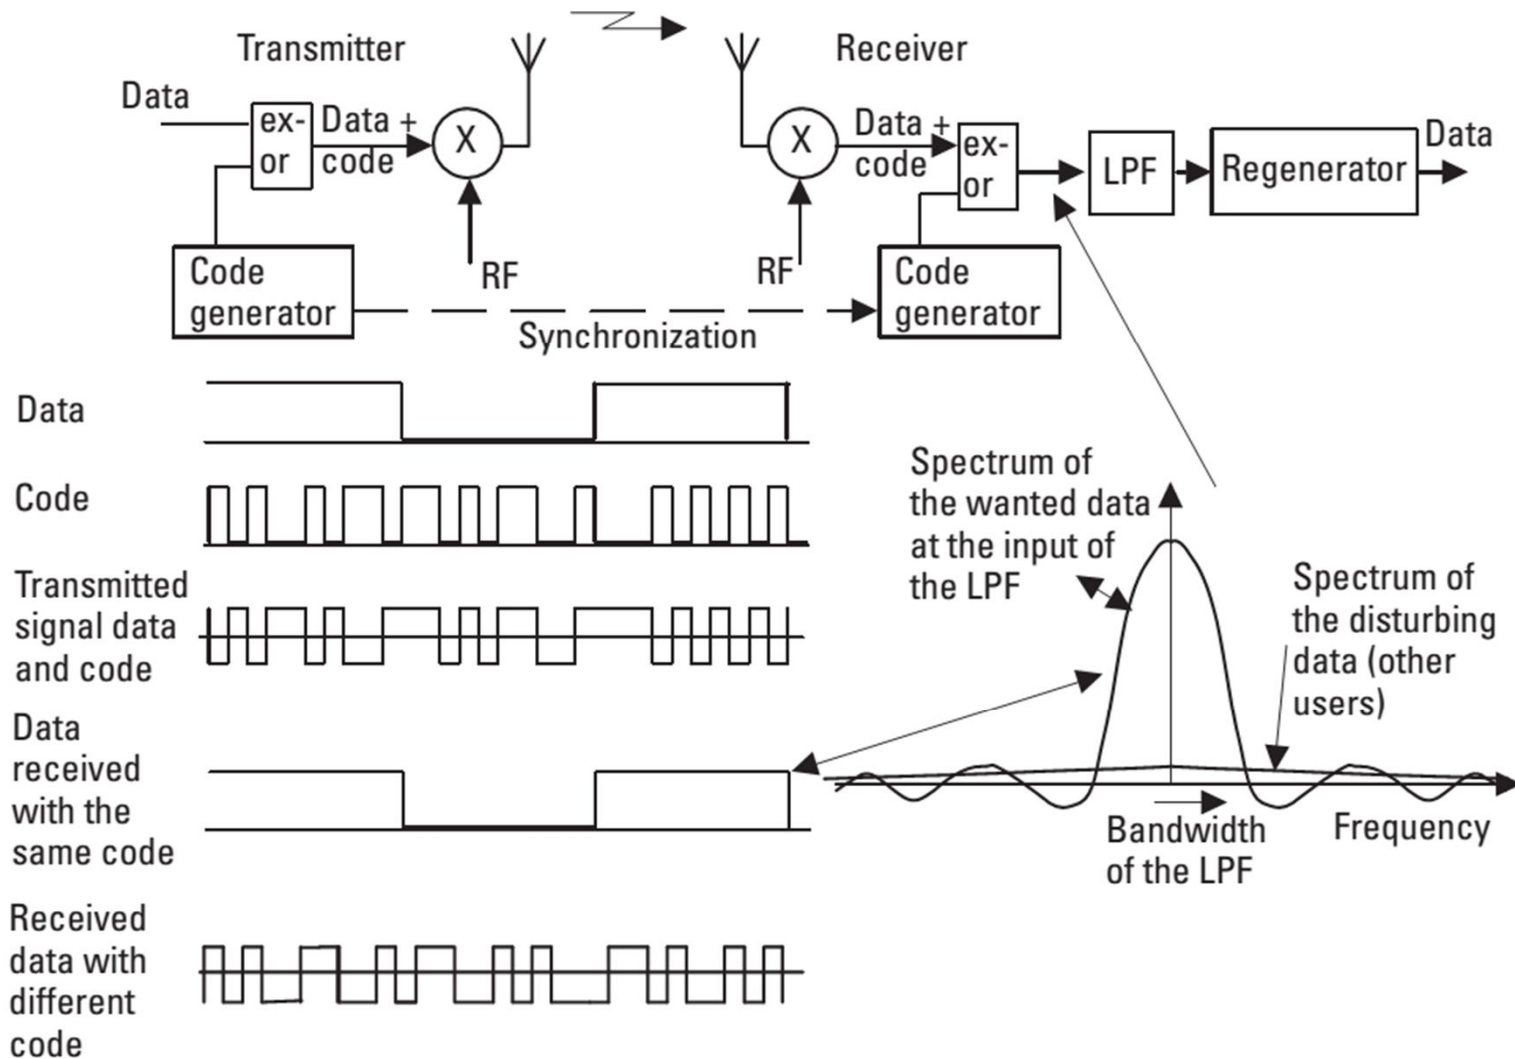 Transmitter
Receiver
Data
ex-
or
Data +
code
X
RF
Code
generator
Synchronization
X
RF
Data +
code
ex-
or
Code
generator
LPF
Regenerator
Data
Data
Code
Transmitted
signal data
and code
Data
received
with the
same code
Received
data with
different
code
Spectrum of
the wanted data
at the input of
the LPF
Spectrum of
the disturbing
data (other
users)
Bandwidth
of the LPF
Frequency